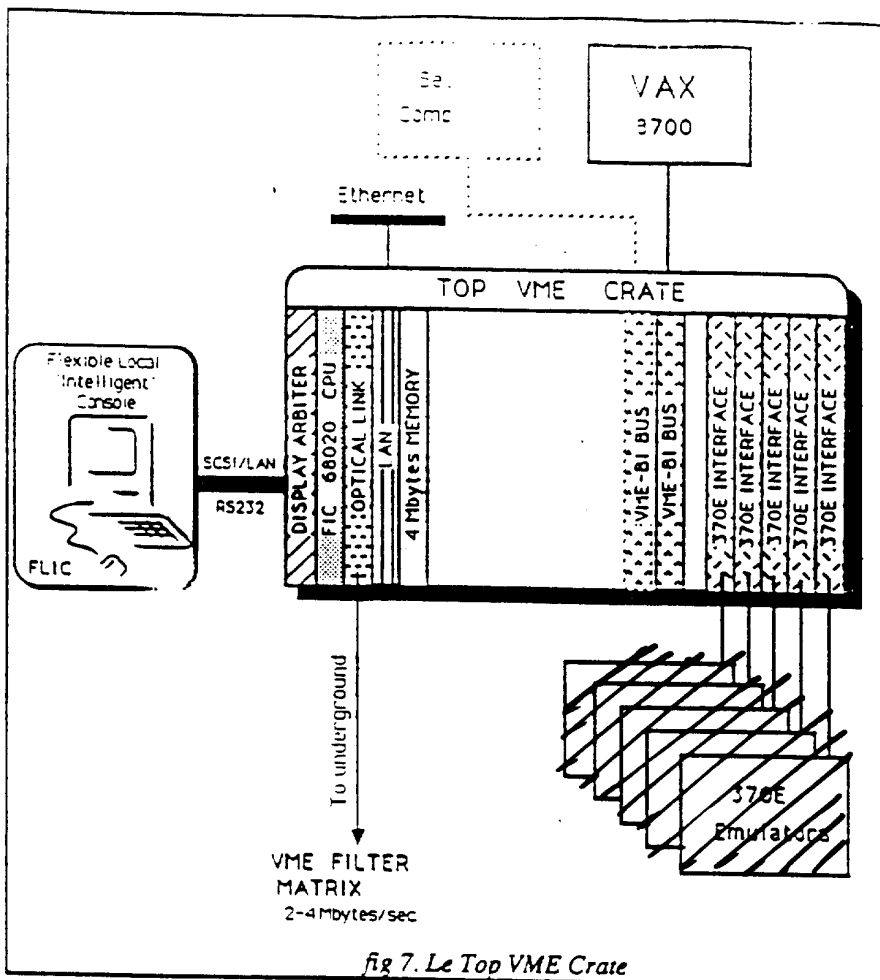 VAX
8700
Ethernet
TOP VME CRATE
Flexible Local
"Intelligent"
Console
FLIC
SCSI/LAN
RS232
DISPLAY ARBITER
FIC 68020 CPU
OPTICAL LINK
LAN
4 Mbytes MEMORY
VME-BI BUS
VME-BI BUS
370E INTERFACE
370E INTERFACE
370E INTERFACE
370E INTERFACE
370E INTERFACE
To underground
370E
Emulators
VME FILTER
MATRIX
2-4 Mbytes/sec
fig 7. Le Top VME Crate